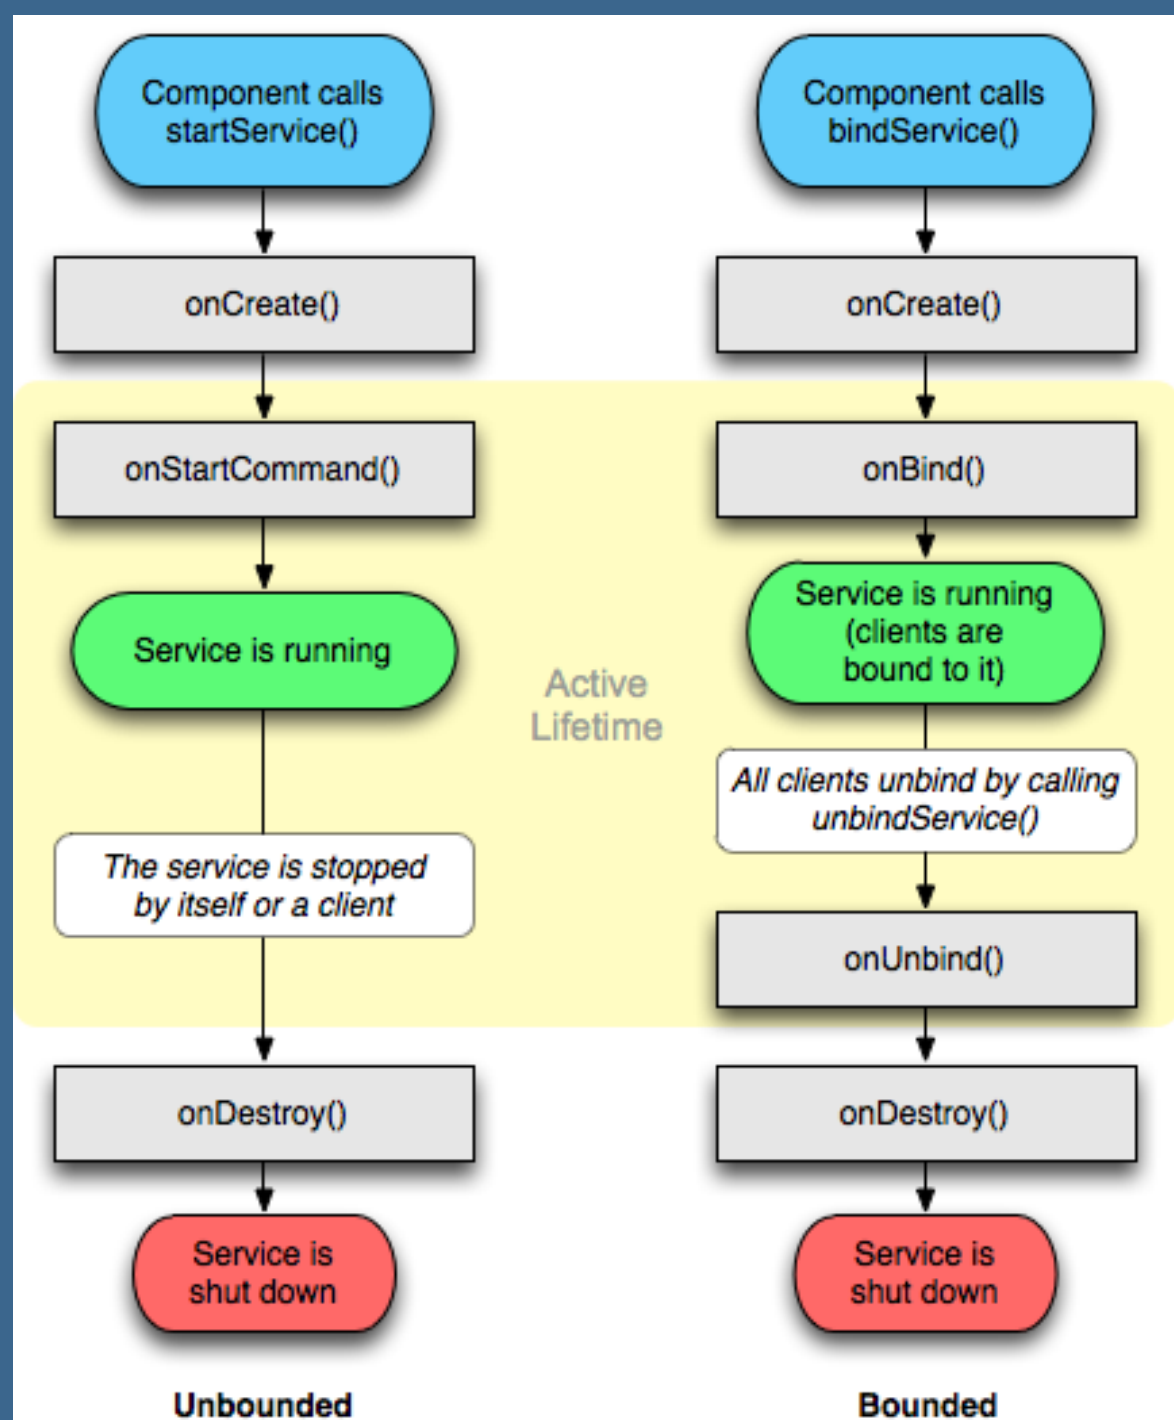 Component calls
startService()
onCreate()
onStartCommand()
Service is running
The service is stopped
by itself or a client
onDestroy()
Service is
shut down
Unbounded
Active
Lifetime
Component calls
bindService()
onCreate()
onBind()
Service is running
(clients are
bound to it)
All clients unbind by calling
unbindService()
onUnbind()
onDestroy()
Service is
shut down
Bounded